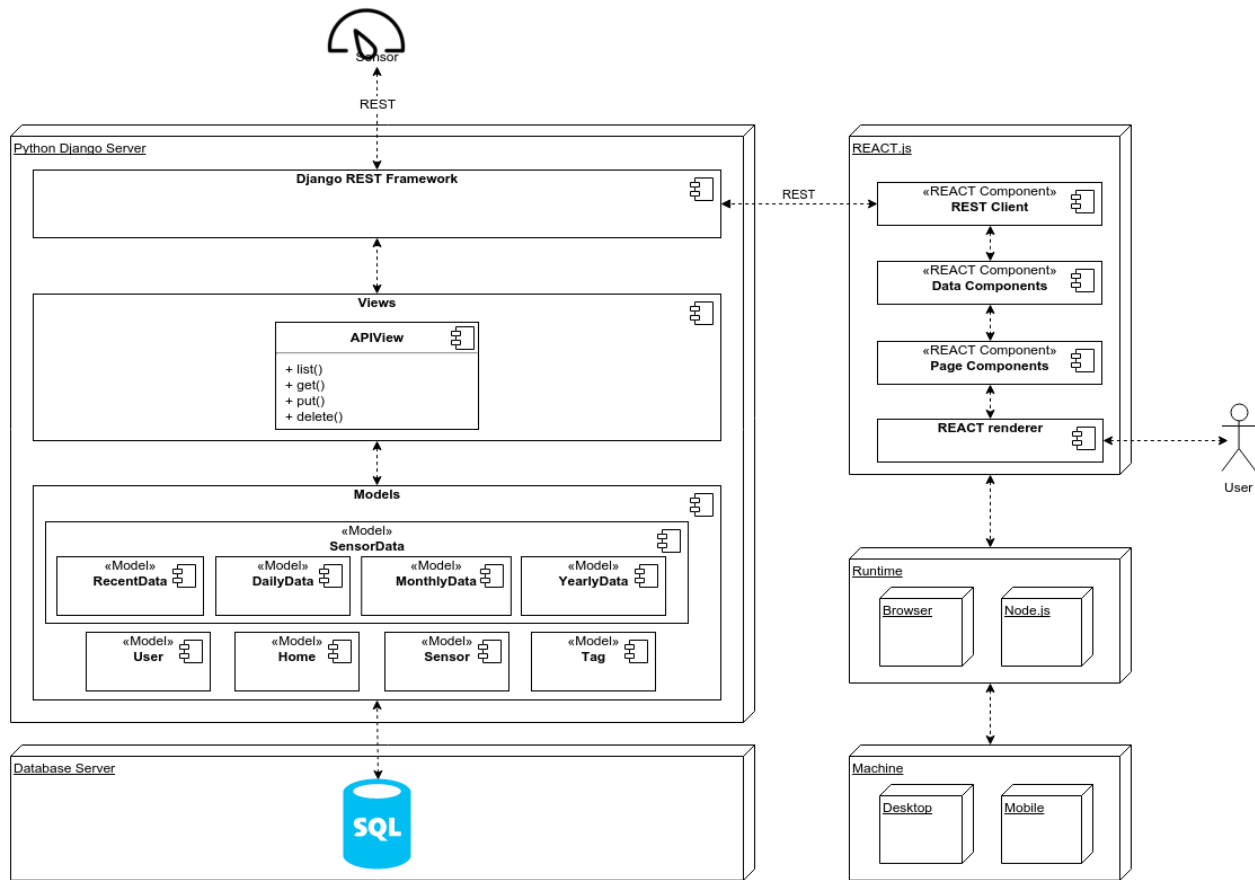 Sensor
REST
Python Django Server
Django REST Framework
Views
APIView
+ list()
+ get()
+ put()
+ delete()
Models
«Model»
SensorData
«Model»
RecentData
«Model»
DailyData
«Model»
MonthlyData
«Model»
YearlyData
«Model»
User
«Model»
Home
«Model»
Sensor
«Model»
Tag
Database Server
SQL
REST
REACT.js
«REACT Component»
REST Client
«REACT Component»
Data Components
«REACT Component»
Page Components
REACT renderer
User
Runtime
Browser
Node.js
Machine
Desktop
Mobile